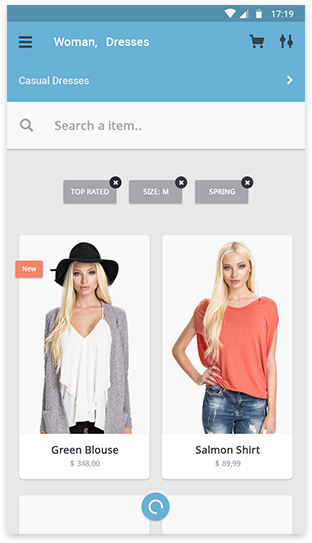 17:19
Woman, Dresses
Casual Dresses
Search a item..
TOP RATED SIZE: M SPRING
New
Green Blouse Salmon Shirt
$ 348,00 $ 89,99